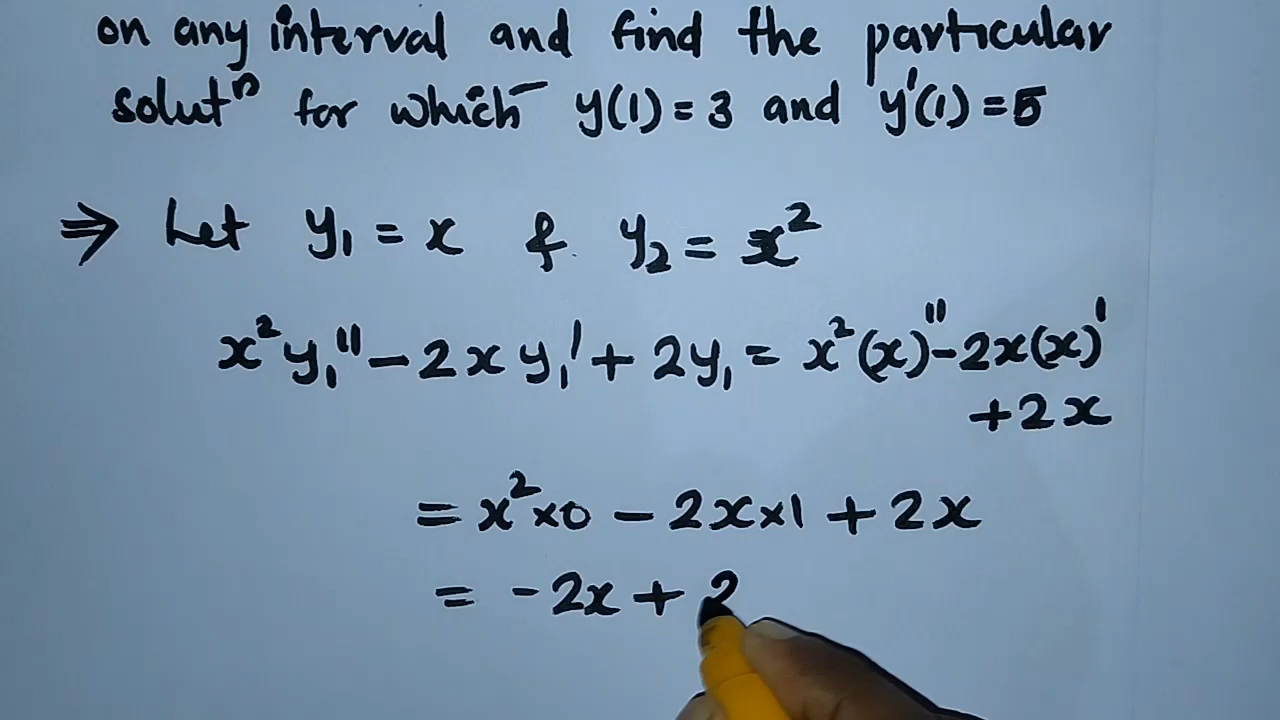 on any interval and find the particular
solutⁿ for which y(1) = 3 and y'(1) = 5
⇒ Let y₁ = x & y₂ = x²
x²y₁'' - 2xy₁' + 2y₁ = x²(x)'' - 2x(x)'
+2x
= x²×0 - 2x×1 + 2x
= -2x + 2